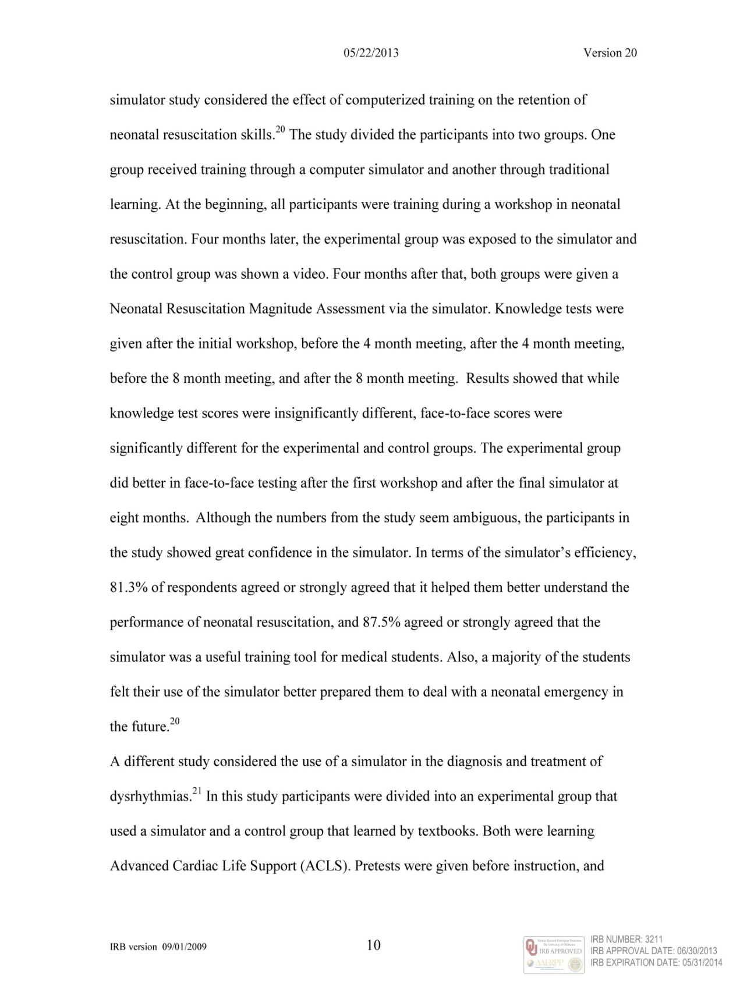 05/22/2013 Version 20
simulator study considered the effect of computerized training on the retention of
neonatal resuscitation skills.20 The study divided the participants into two groups. One
group received training through a computer simulator and another through traditional
learning. At the beginning, all participants were training during a workshop in neonatal
resuscitation. Four months later, the experimental group was exposed to the simulator and
the control group was shown a video. Four months after that, both groups were given a
Neonatal Resuscitation Magnitude Assessment via the simulator. Knowledge tests were
given after the initial workshop, before the 4 month meeting, after the 4 month meeting,
before the 8 month meeting, and after the 8 month meeting.  Results showed that while
knowledge test scores were insignificantly different, face-to-face scores were
significantly different for the experimental and control groups. The experimental group
did better in face-to-face testing after the first workshop and after the final simulator at
eight months.  Although the numbers from the study seem ambiguous, the participants in
the study showed great confidence in the simulator. In terms of the simulator’s efficiency,
81.3% of respondents agreed or strongly agreed that it helped them better understand the
performance of neonatal resuscitation, and 87.5% agreed or strongly agreed that the
simulator was a useful training tool for medical students. Also, a majority of the students
felt their use of the simulator better prepared them to deal with a neonatal emergency in
the future.20
A different study considered the use of a simulator in the diagnosis and treatment of
dysrhythmias.21 In this study participants were divided into an experimental group that
used a simulator and a control group that learned by textbooks. Both were learning
Advanced Cardiac Life Support (ACLS). Pretests were given before instruction, and
IRB version  09/01/2009
10
Human Research Participant Protection
The University of Oklahoma
IRB APPROVED
AAHRPP
IRB NUMBER: 3211
IRB APPROVAL DATE: 06/30/2013
IRB EXPIRATION DATE: 05/31/2014